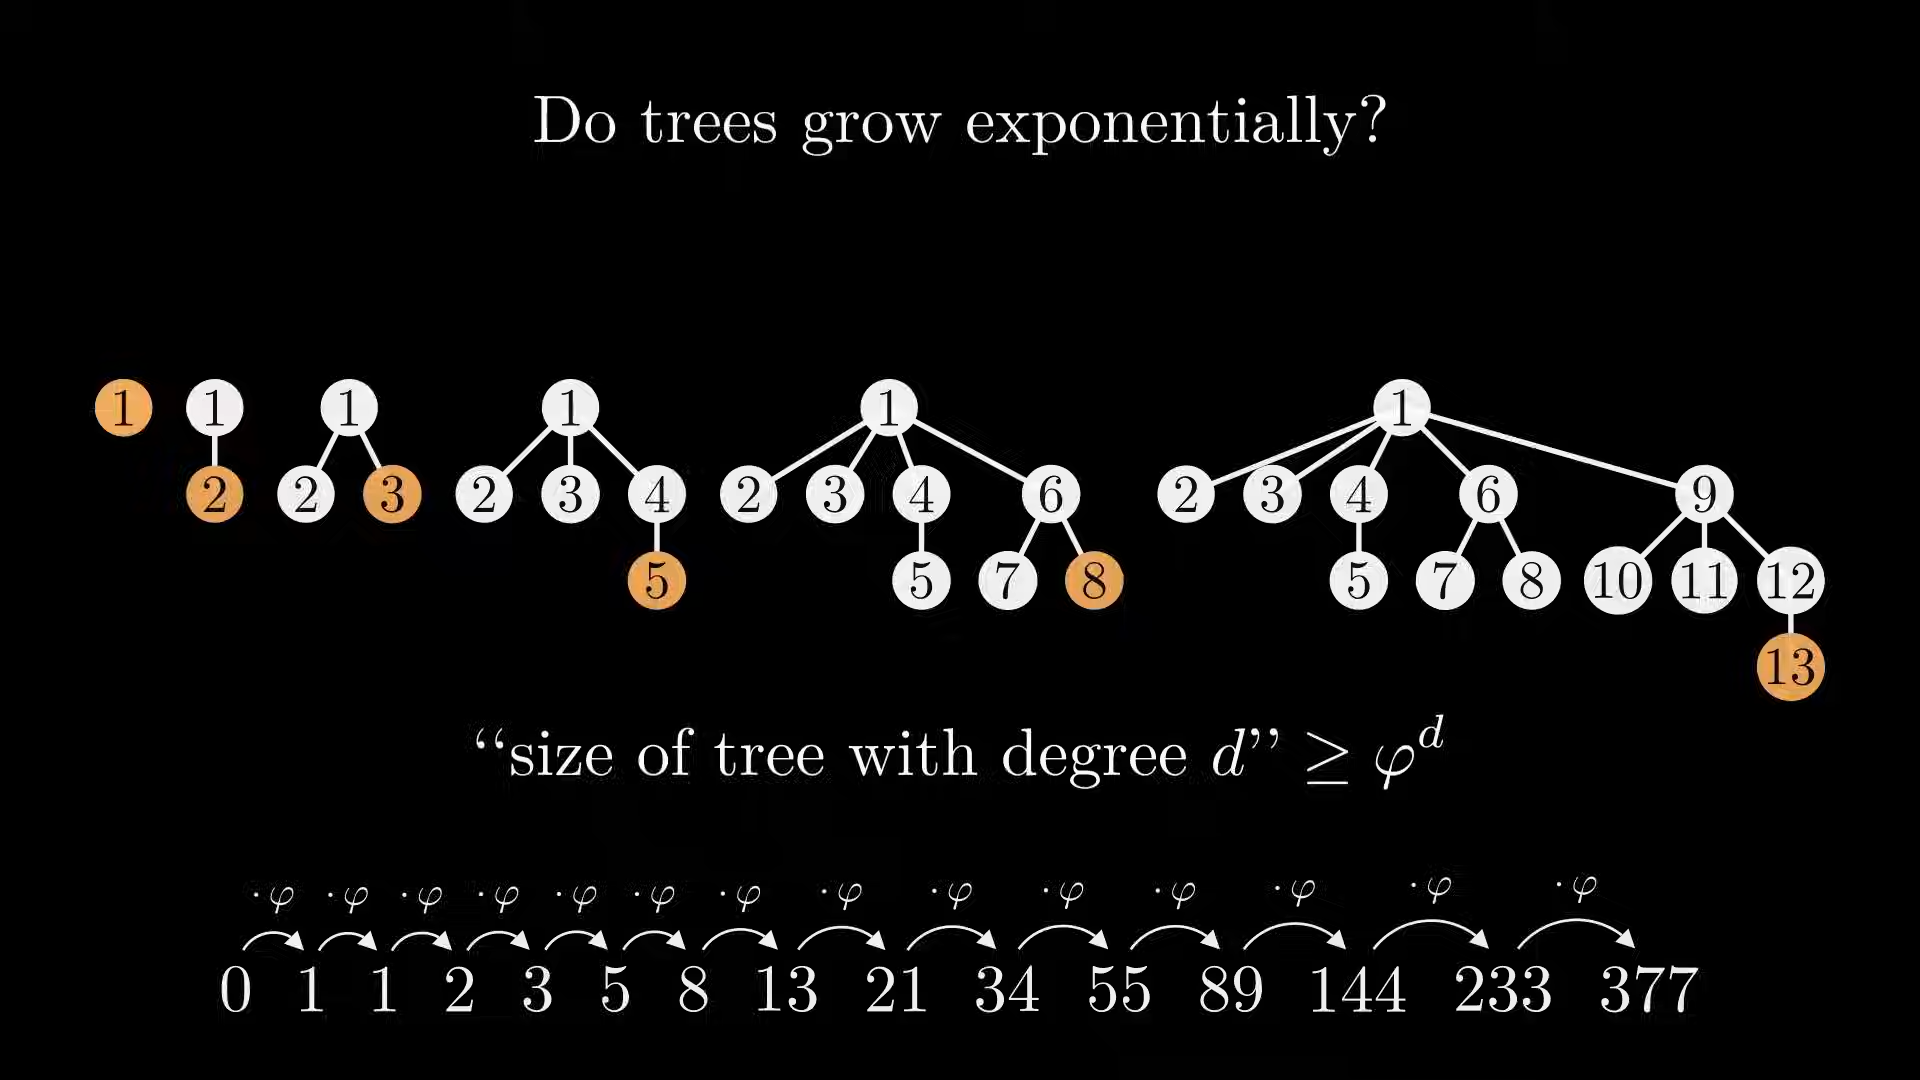 Do trees grow exponentially?
1 1 1 1 1 1
2 2 3 2 3 4 2 3 4 6 2 3 4 6 9
5 5 7 8 5 7 8 10 11 12
13
“size of tree with degree d” ≥ φ^d
· φ · φ · φ · φ · φ · φ · φ · φ · φ · φ · φ · φ · φ · φ
0 1 1 2 3 5 8 13 21 34 55 89 144 233 377